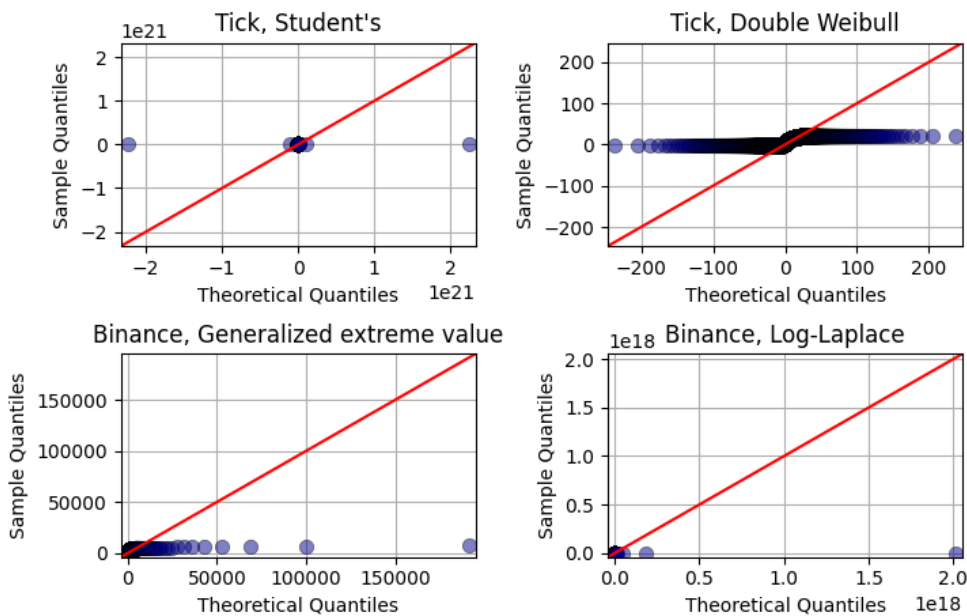 Tick, Student's
1e21
2
1
0
−1
−2
Sample Quantiles
−2 −1 0 1 2
Theoretical Quantiles
1e21
Tick, Double Weibull
200
100
0
−100
−200
Sample Quantiles
−200 −100 0 100 200
Theoretical Quantiles
Binance, Generalized extreme value
150000
100000
50000
0
Sample Quantiles
0 50000 100000 150000
Theoretical Quantiles
Binance, Log-Laplace
1e18
2.0
1.5
1.0
0.5
0.0
Sample Quantiles
0.0 0.5 1.0 1.5 2.0
Theoretical Quantiles
1e18